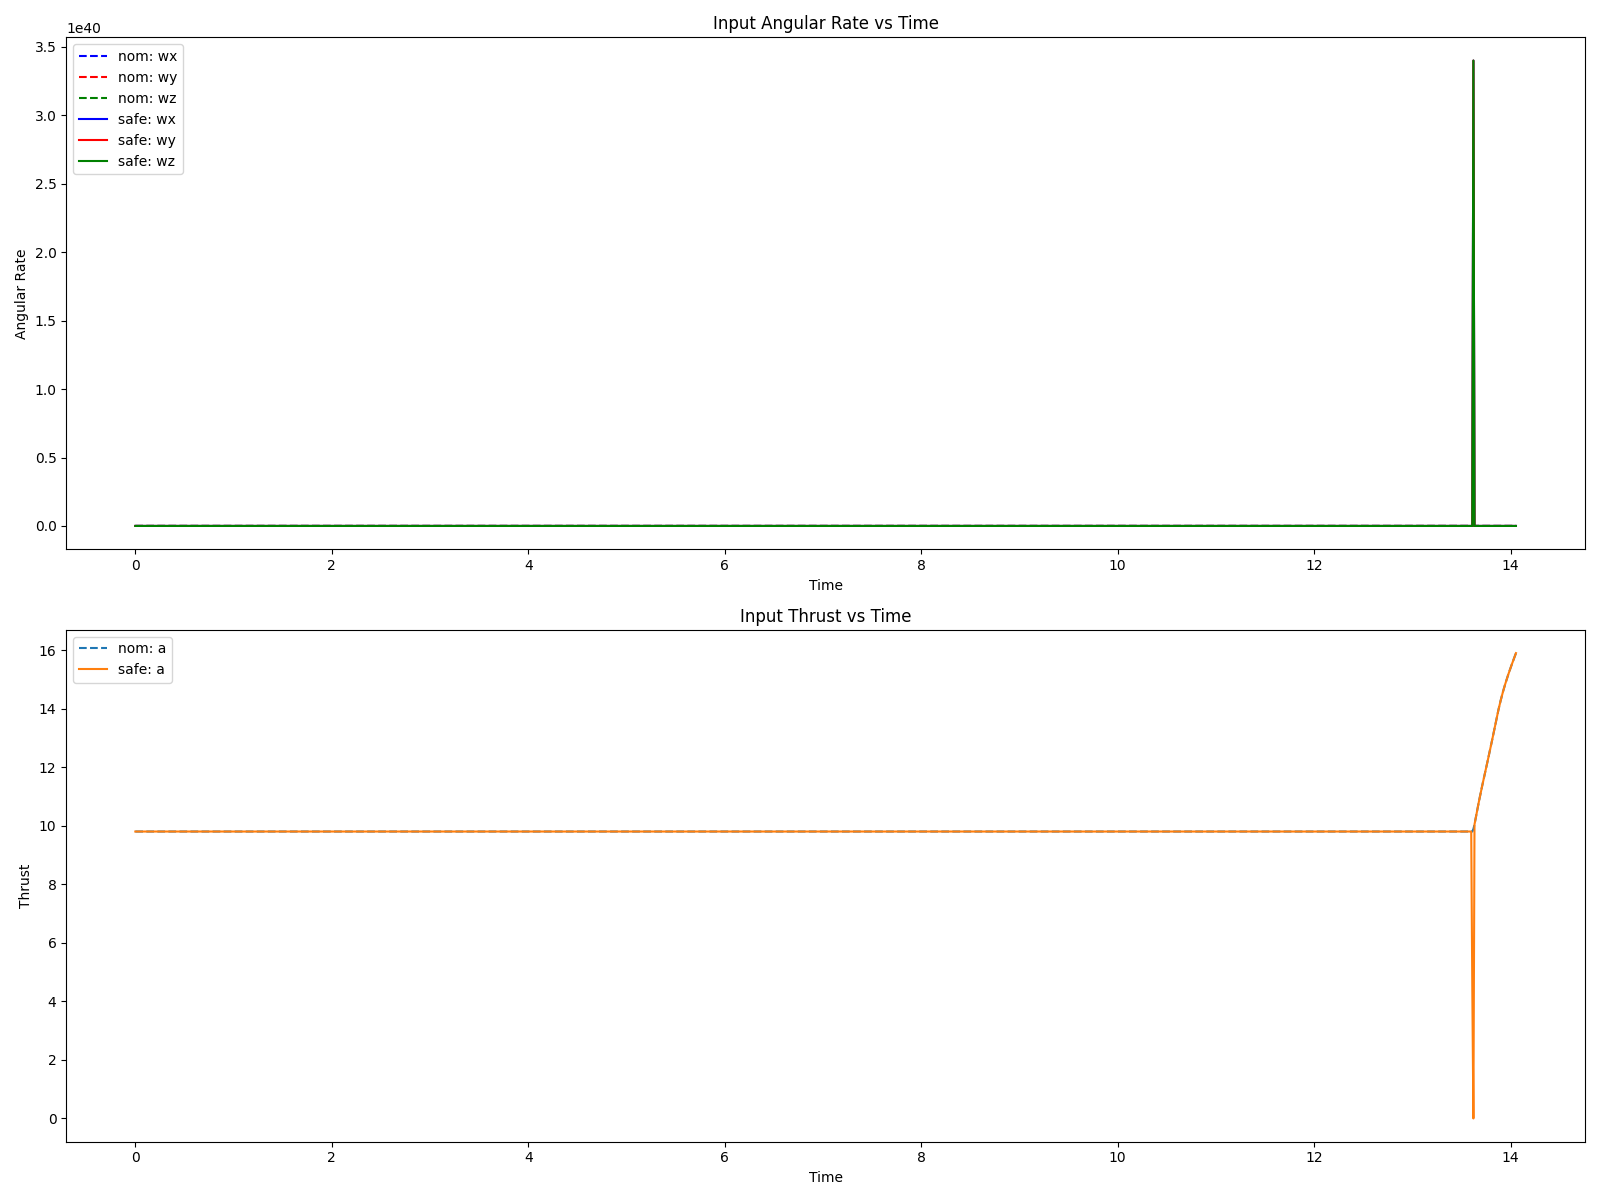 Input Angular Rate vs Time
1e40
3.5
3.0
2.5
2.0
1.5
1.0
0.5
0.0
Angular Rate
nom: wx
nom: wy
nom: wz
safe: wx
safe: wy
safe: wz
0 2 4 6 8 10 12 14
Time
Input Thrust vs Time
16
14
12
10
8
6
4
2
0
Thrust
nom: a
safe: a
0 2 4 6 8 10 12 14
Time